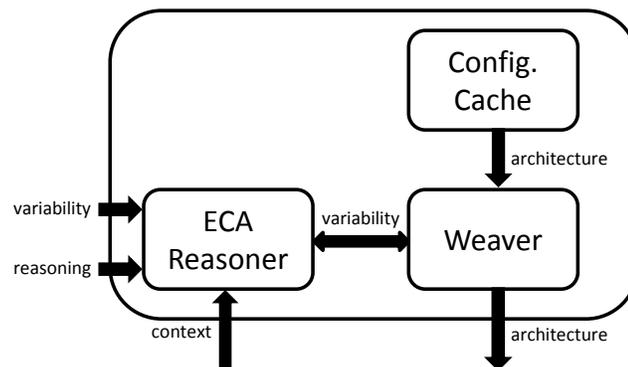 Config.
Cache
architecture
variability
ECA
Reasoner
variability
Weaver
reasoning
context
architecture